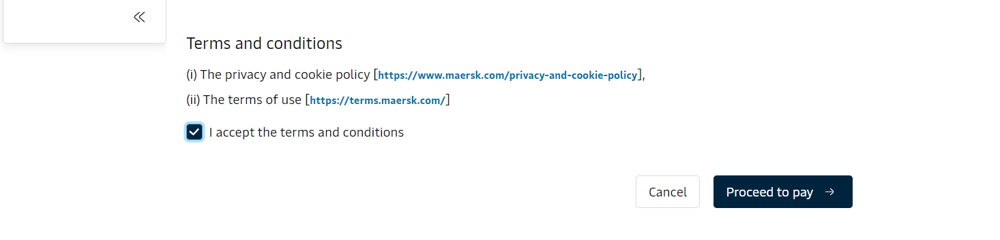 Terms and conditions
(i) The privacy and cookie policy [https://www.maersk.com/privacy-and-cookie-policy],
(ii) The terms of use [https://terms.maersk.com/]
I accept the terms and conditions
Cancel
Proceed to pay